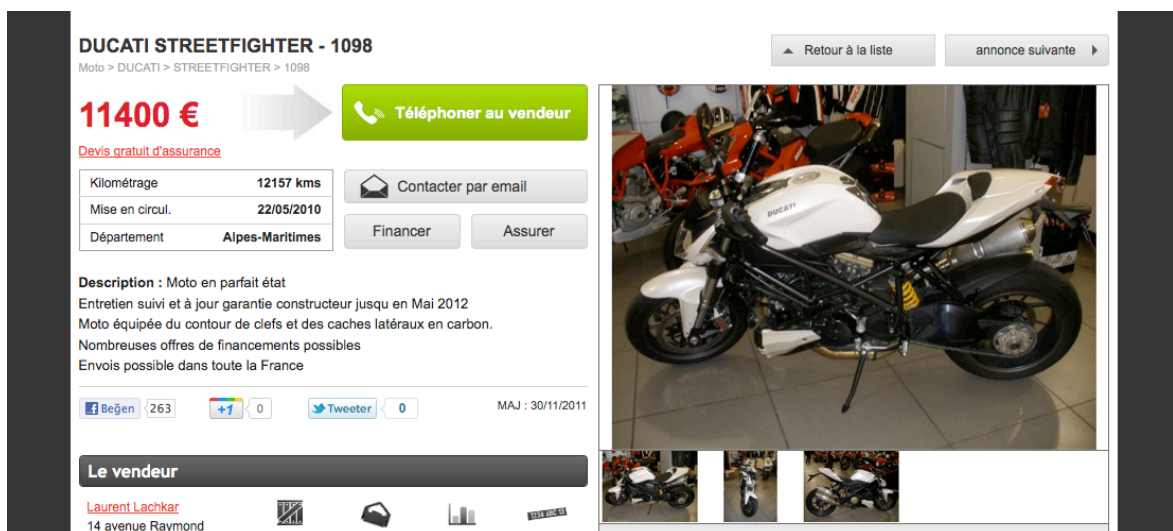 DUCATI STREETFIGHTER - 1098
Moto > DUCATI > STREETFIGHTER > 1098
Retour à la liste
annonce suivante
11400 €
Téléphoner au vendeur
Devis gratuit d'assurance
Kilométrage 12157 kms
Mise en circul. 22/05/2010
Département Alpes-Maritimes
Contacter par email
Financer
Assurer
Description : Moto en parfait état
Entretien suivi et à jour garantie constructeur jusqu en Mai 2012
Moto équipée du contour de clefs et des caches latéraux en carbon.
Nombreuses offres de financements possibles
Envois possible dans toute la France
Beğen 263
+1 0
Tweeter 0
MAJ : 30/11/2011
DUCATI
Le vendeur
Laurent Lachkar
14 avenue Raymond